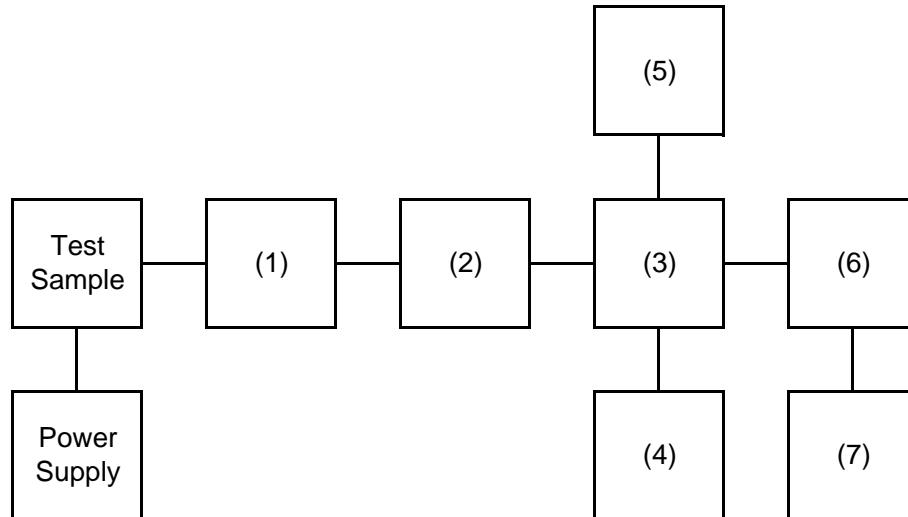 (5)
Test
Sample
(1)
(2)
(3)
(6)
Power
Supply
(4)
(7)